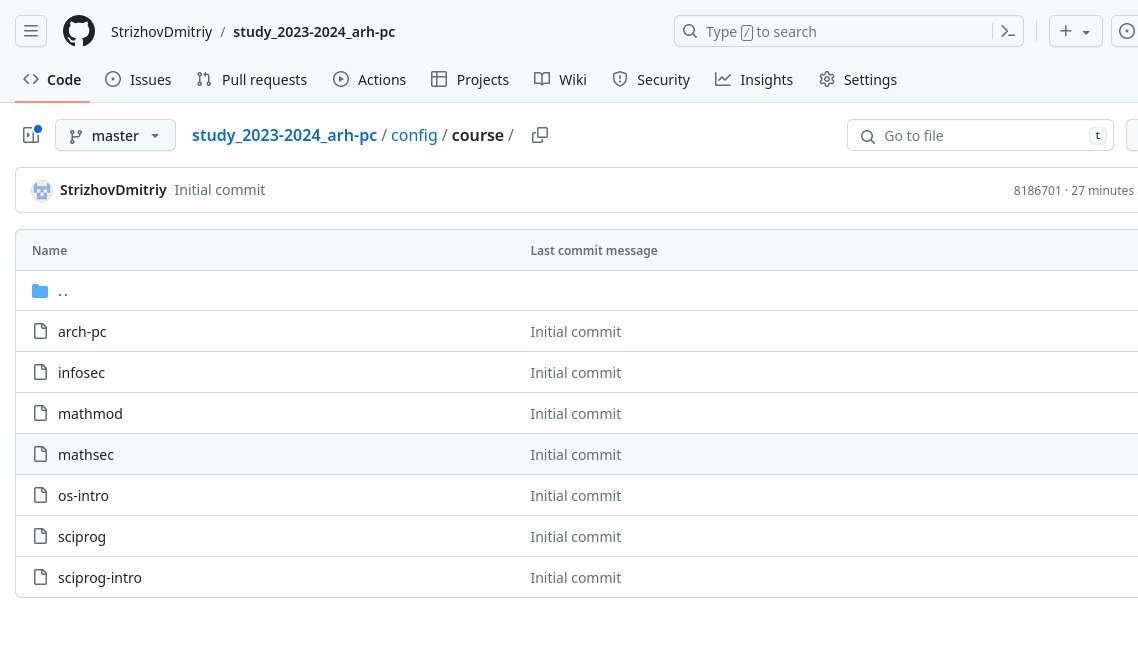 StrizhovDmitriy / study_2023-2024_arh-pc Type / to search
Code Issues Pull requests Actions Projects Wiki Security Insights Settings
master study_2023-2024_arh-pc / config / course / Go to file t
StrizhovDmitriy Initial commit 8186701 · 27 minutes
Name Last commit message
..
arch-pc Initial commit
infosec Initial commit
mathmod Initial commit
mathsec Initial commit
os-intro Initial commit
sciprog Initial commit
sciprog-intro Initial commit